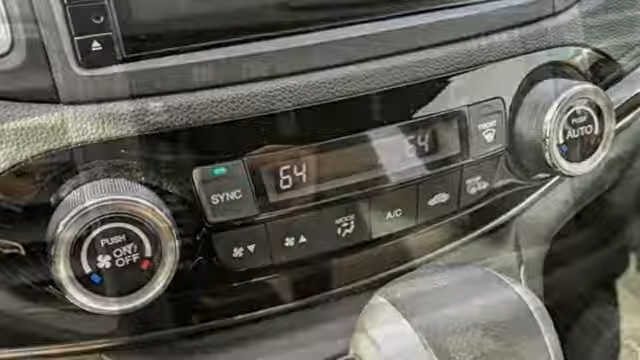 PUSH
AUTO
FRONT
64
64
SYNC
MODE
A/C
PUSH
ON/
OFF